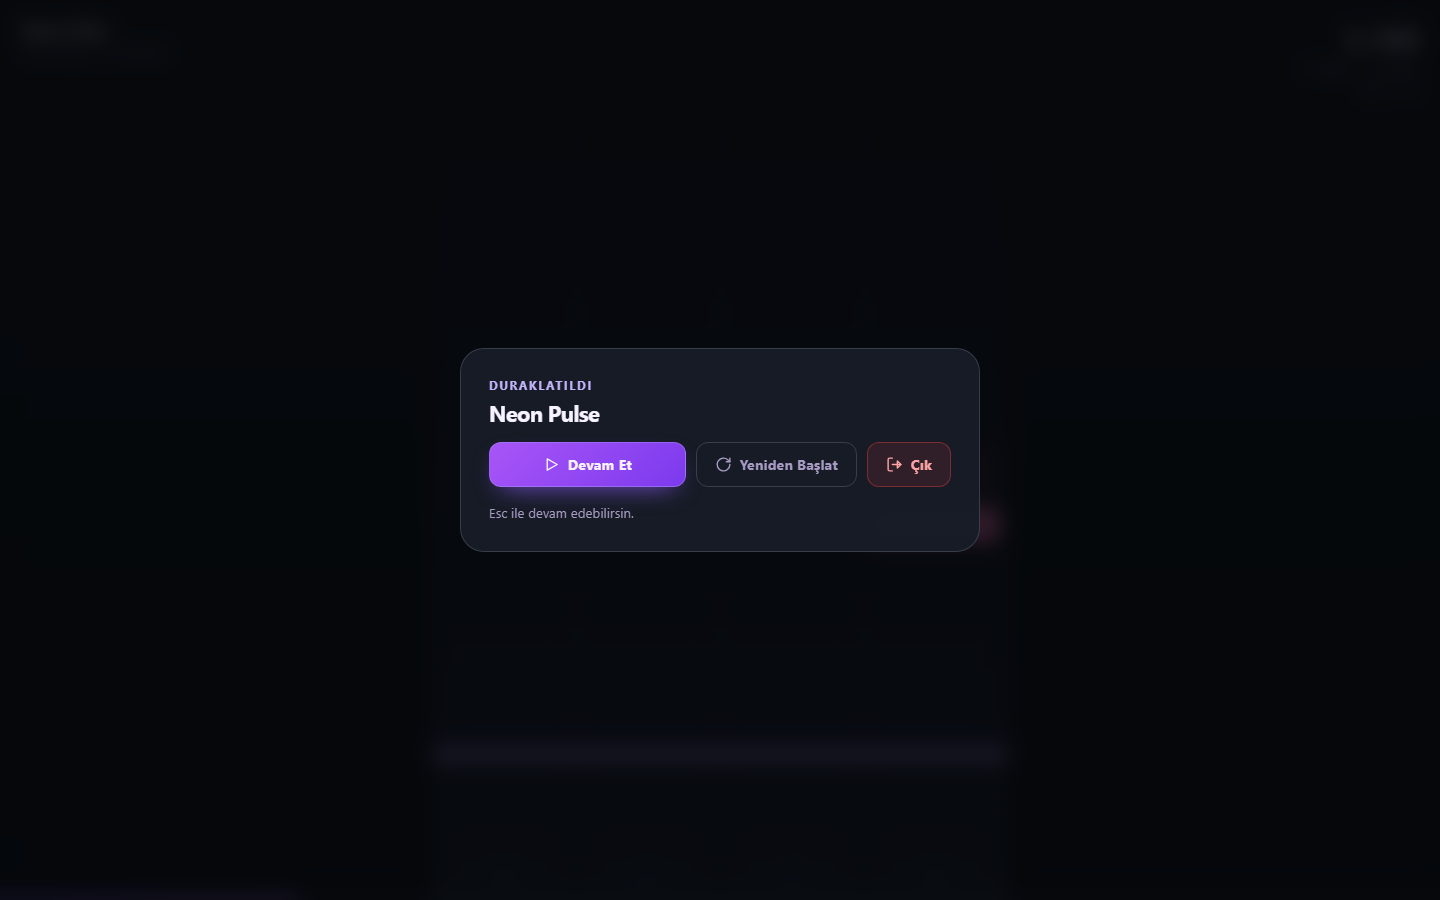 DURAKLATILDI
Neon Pulse
Devam Et
Yeniden Başlat
Çık
Esc ile devam edebilirsin.